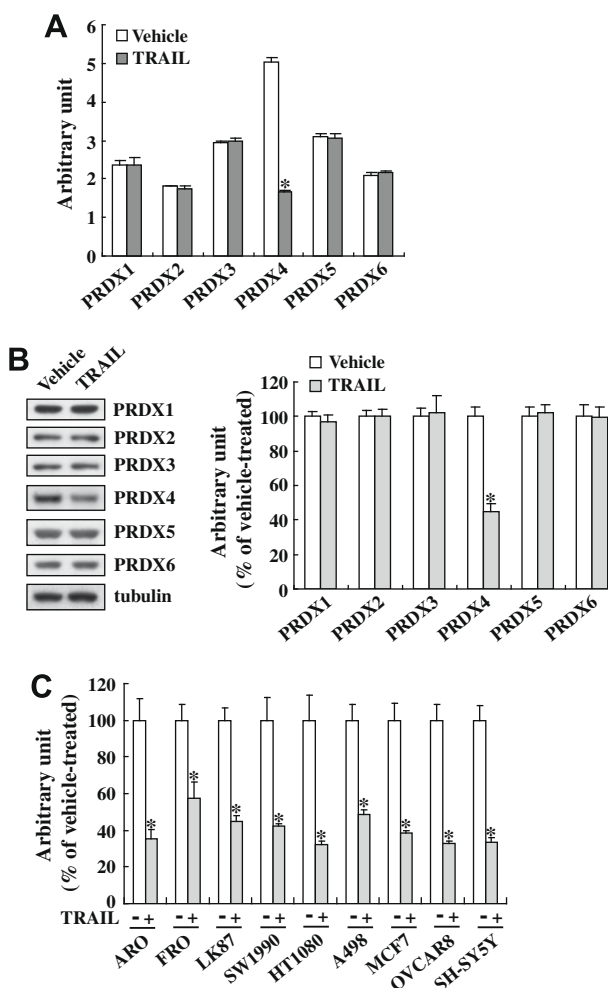 A
Vehicle
TRAIL
Arbitrary unit
6
5
4
3
2
1
0
*
PRDX1
PRDX2
PRDX3
PRDX4
PRDX5
PRDX6
B
Vehicle
TRAIL
PRDX1
PRDX2
PRDX3
PRDX4
PRDX5
PRDX6
tubulin
Vehicle
TRAIL
Arbitrary unit
(% of vehicle-treated)
120
100
80
60
40
20
0
*
PRDX1
PRDX2
PRDX3
PRDX4
PRDX5
PRDX6
C
Arbitrary unit
(% of vehicle-treated)
120
100
80
60
40
20
0
* * * * * * * * *
TRAIL - + - + - + - + - + - + - + - + - +
ARO
FRO
LK87
SW1990
HT1080
A498
MCF7
OVCAR8
SH-SY5Y